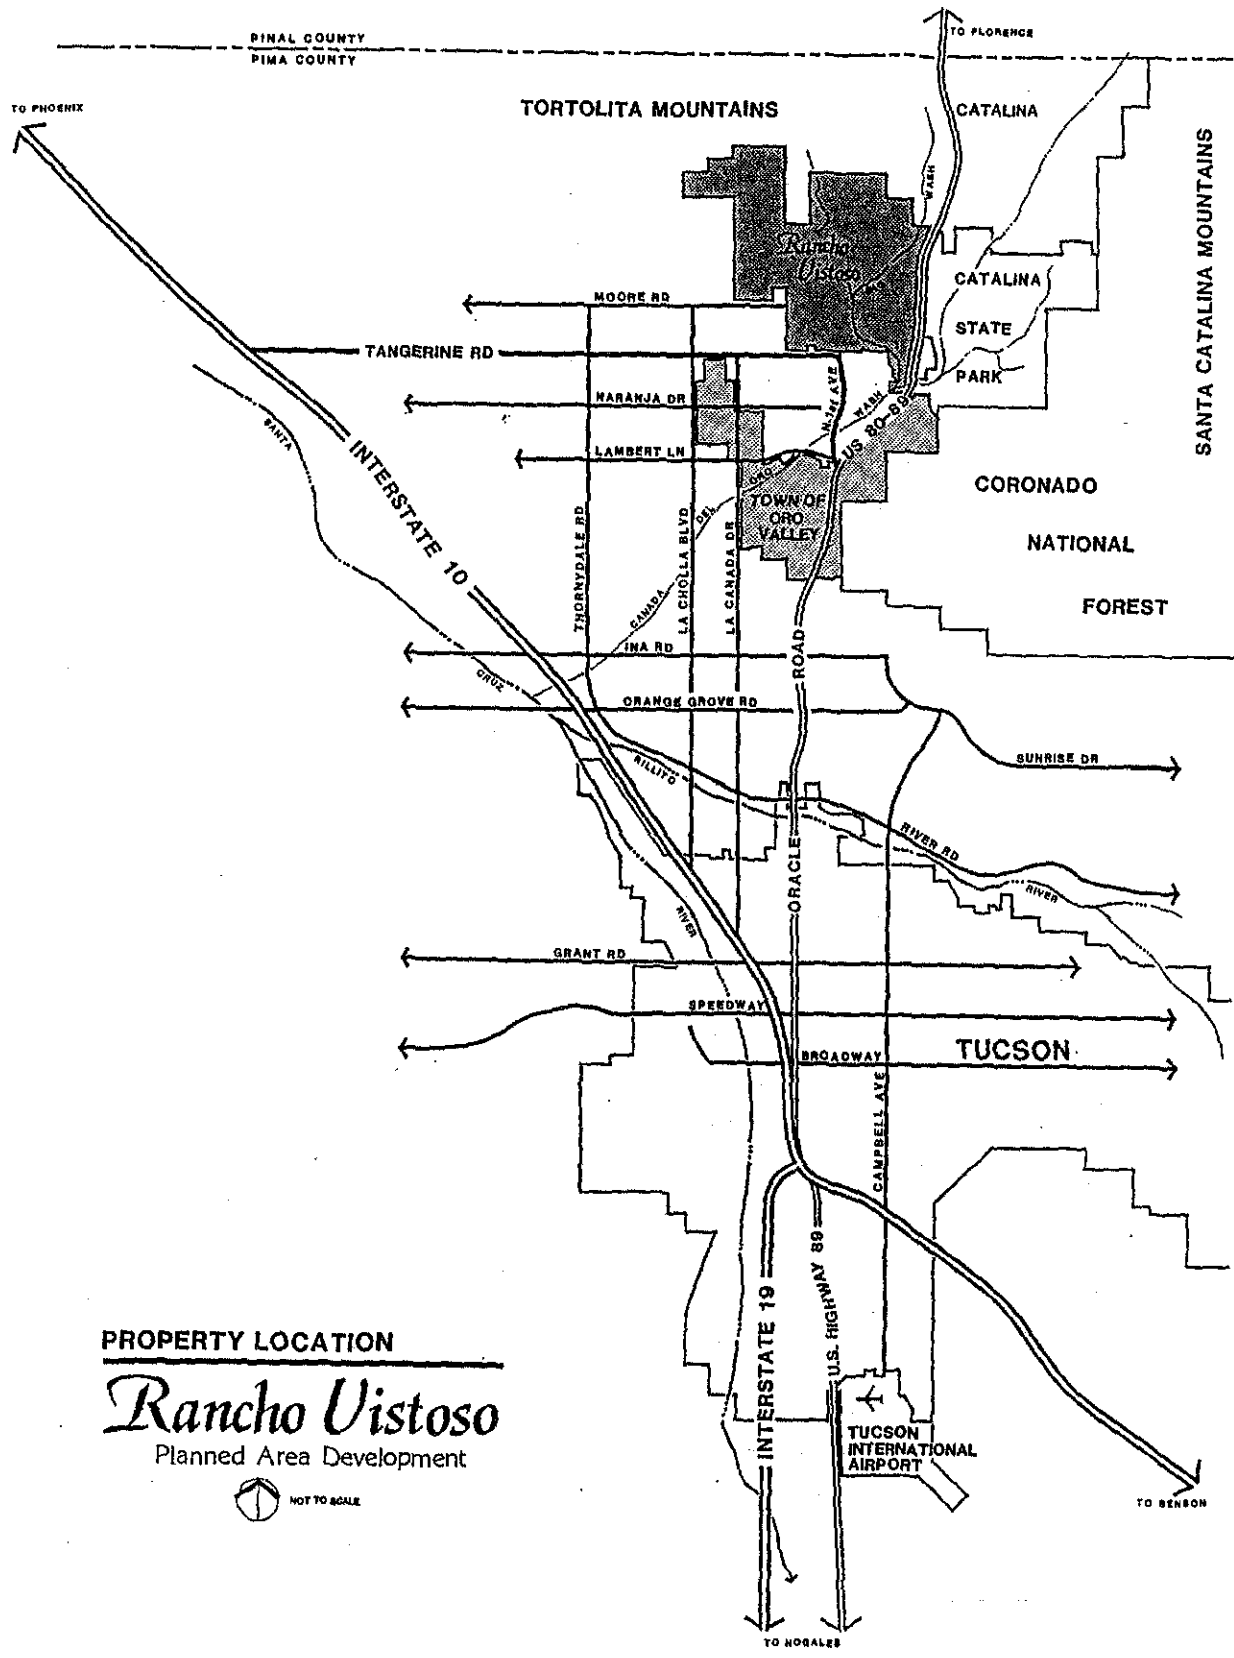 PINAL COUNTY
PIMA COUNTY
TO FLORENCE
TO PHOENIX
TORTOLITA MOUNTAINS
CATALINA
SANTA CATALINA MOUNTAINS
WASH
Rancho
Vistoso
CATALINA
STATE
PARK
MOORE RD
TANGERINE RD
NARANJA DR
N. 1st AVE
WASH
US 80-89
LAMBERT LN
SANTA
INTERSTATE 10
ORO
DEL
CANADA
TOWN OF
ORO
VALLEY
CORONADO
NATIONAL
FOREST
THORNYDALE RD
LA CHOLLA BLVD
LA CANADA DR
INA RD
CRUZ
ORANGE GROVE RD
ORACLE ROAD
SUNRISE DR
RILLITO
RIVER RD
RIVER
RIVER
GRANT RD
SPEEDWAY
BROADWAY
TUCSON
CAMPBELL AVE
INTERSTATE 19
U.S. HIGHWAY 89
PROPERTY LOCATION
Rancho Vistoso
Planned Area Development
NOT TO SCALE
TUCSON
INTERNATIONAL
AIRPORT
TO BENSON
TO NOGALES